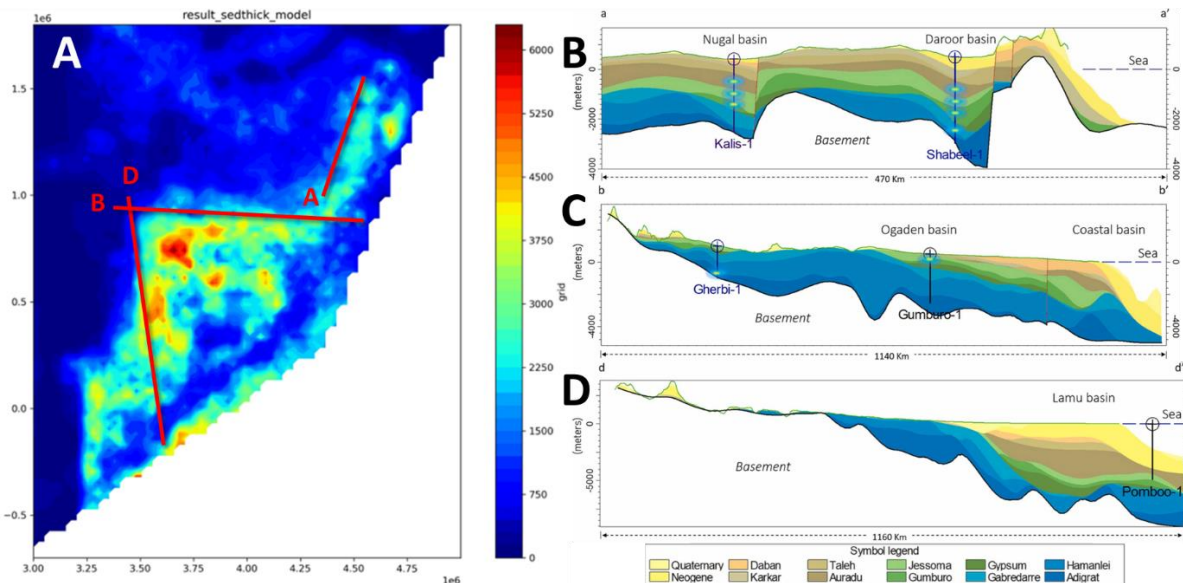 result_sedthick_model
1e6
A
1.5
1.0
0.5
0.0
−0.5
3.00
3.25
3.50
3.75
4.00
4.25
4.50
4.75
1e6
D
B
A
6000
5250
4500
3750
3000
2250
1500
750
0
grid
B
a
a'
Nugal basin
Daroor basin
Sea
(meters)
0
-2000
-4000
0
-2000
-4000
Kalis-1
Basement
Shabeel-1
470 Km
C
b
b'
Ogaden basin
Coastal basin
Sea
(meters)
0
-4000
0
-4000
Gherbi-1
Basement
Gumburo-1
1140 Km
D
d
d'
Lamu basin
Sea
(meters)
0
-5000
Basement
Pomboo-1
1160 Km
Symbol legend
Quaternary Daban Taleh Jessoma Gypsum Hamanlei
Neogene Karkar Auradu Gumburo Gabredarre Adigrat